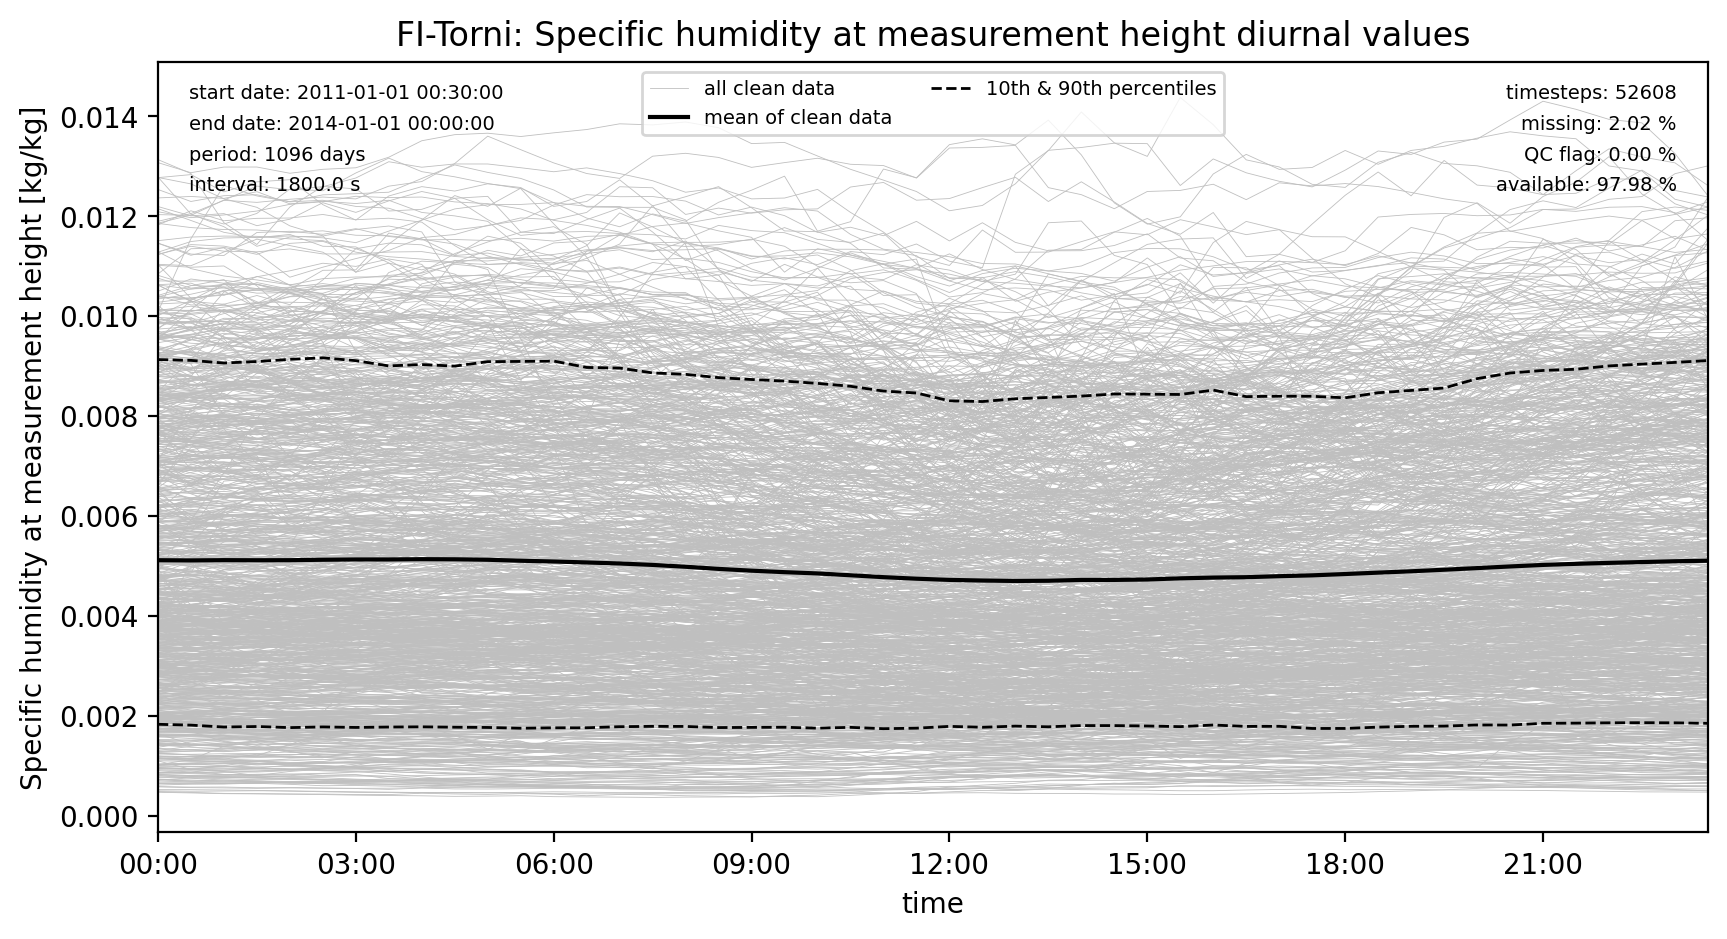 FI-Torni: Specific humidity at measurement height diurnal values
start date: 2011-01-01 00:30:00
end date: 2014-01-01 00:00:00
period: 1096 days
interval: 1800.0 s
all clean data
mean of clean data
10th & 90th percentiles
timesteps: 52608
missing: 2.02 %
QC flag: 0.00 %
available: 97.98 %
Specific humidity at measurement height [kg/kg]
0.014
0.012
0.010
0.008
0.006
0.004
0.002
0.000
00:00 03:00 06:00 09:00 12:00 15:00 18:00 21:00
time